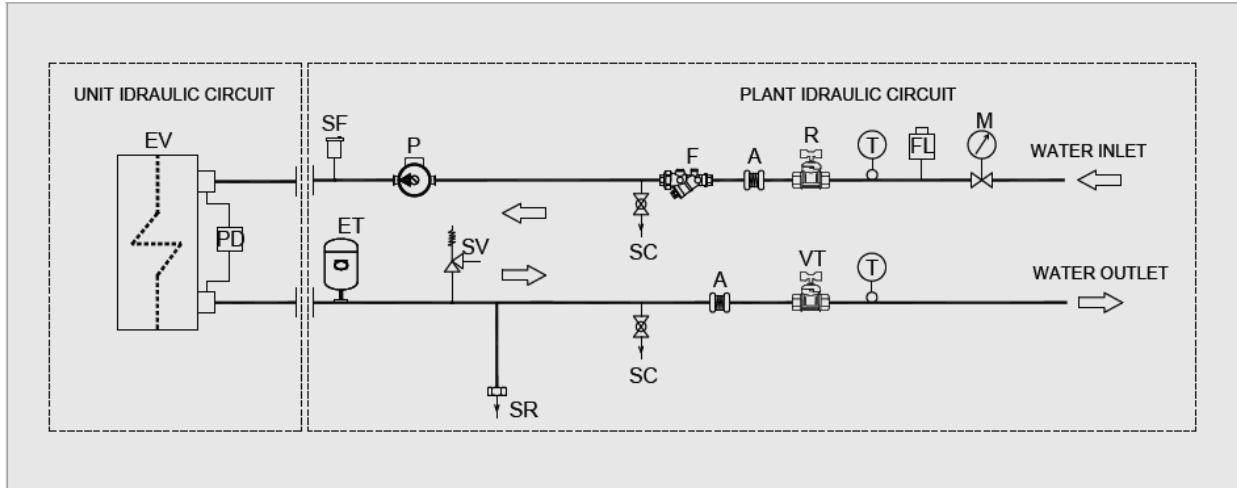 UNIT IDRAULIC CIRCUIT
PLANT IDRAULIC CIRCUIT
EV
SF
P
F
A
R
T
FL
M
WATER INLET
PD
SC
ET
SV
A
VT
T
WATER OUTLET
SC
SR